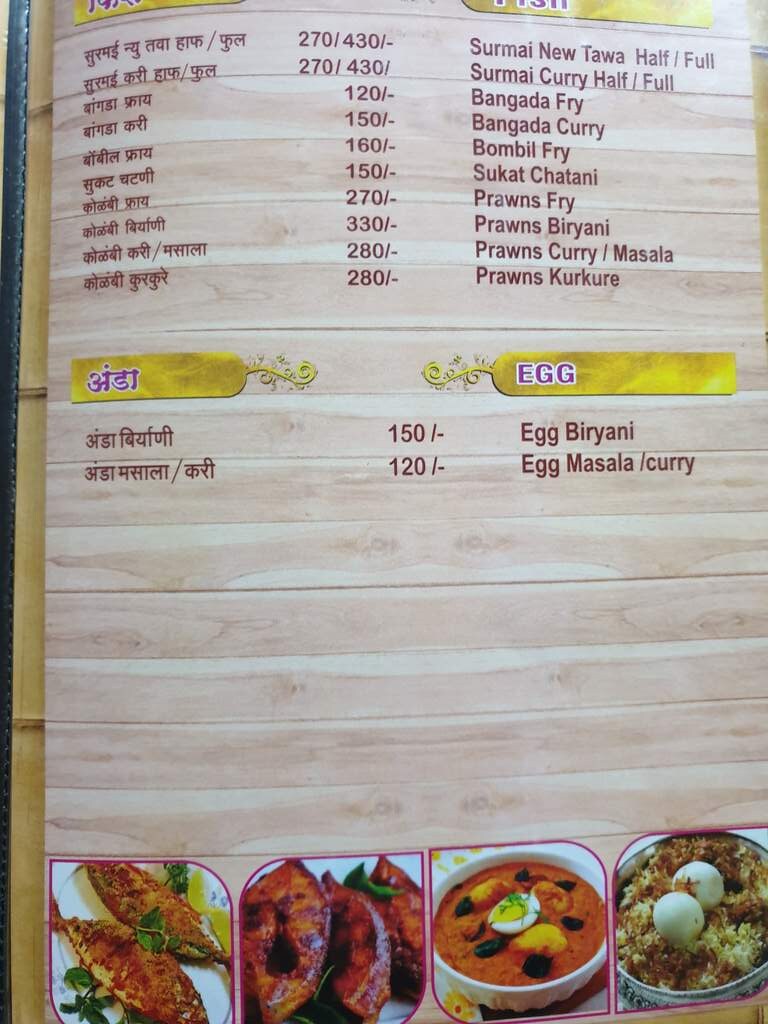 फिश Fish
सुरमई न्यु तवा हाफ / फुल 270/430/- Surmai New Tawa Half / Full
सुरमई करी हाफ/फुल 270/430/ Surmai Curry Half / Full
बांगडा फ्राय 120/- Bangada Fry
बांगडा करी 150/- Bangada Curry
बोंबील फ्राय 160/- Bombil Fry
सुकट चटणी 150/- Sukat Chatani
कोळंबी फ्राय 270/- Prawns Fry
कोळंबी बिर्याणी 330/- Prawns Biryani
कोळंबी करी/मसाला 280/- Prawns Curry / Masala
कोळंबी कुरकुरे 280/- Prawns Kurkure
अंडा EGG
अंडा बिर्याणी 150 /- Egg Biryani
अंडा मसाला/करी 120 /- Egg Masala /curry